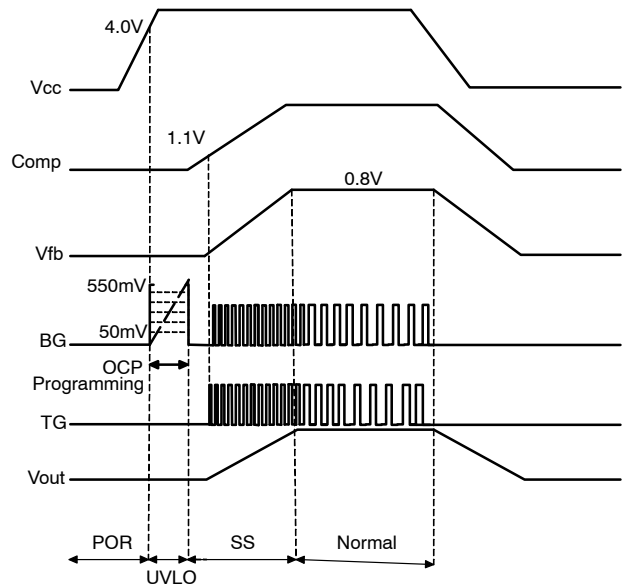 4.0V
Vcc
1.1V
Comp
0.8V
Vfb
550mV
50mV
BG
OCP
Programming
TG
Vout
POR
SS
Normal
UVLO